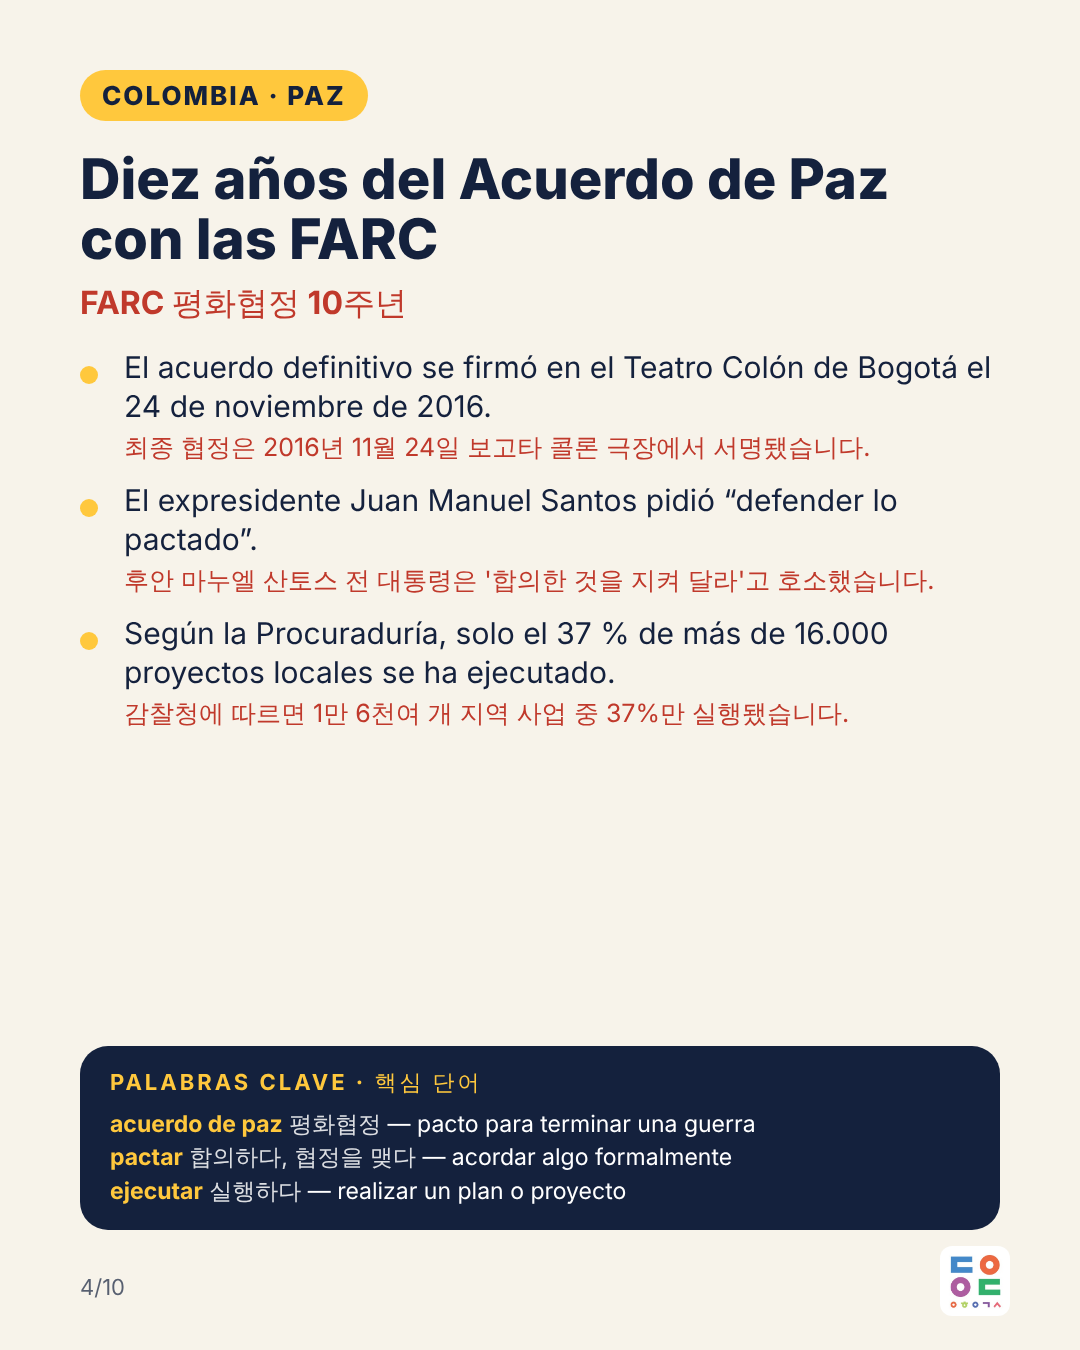 COLOMBIA · PAZ
Diez años del Acuerdo de Paz
con las FARC
FARC 평화협정 10주년
El acuerdo definitivo se firmó en el Teatro Colón de Bogotá el
24 de noviembre de 2016.
최종 협정은 2016년 11월 24일 보고타 콜론 극장에서 서명됐습니다.
El expresidente Juan Manuel Santos pidió “defender lo
pactado”.
후안 마누엘 산토스 전 대통령은 '합의한 것을 지켜 달라'고 호소했습니다.
Según la Procuraduría, solo el 37 % de más de 16.000
proyectos locales se ha ejecutado.
감찰청에 따르면 1만 6천여 개 지역 사업 중 37%만 실행됐습니다.
PALABRAS CLAVE · 핵심 단어
acuerdo de paz 평화협정 — pacto para terminar una guerra
pactar 합의하다, 협정을 맺다 — acordar algo formalmente
ejecutar 실행하다 — realizar un plan o proyecto
4/10